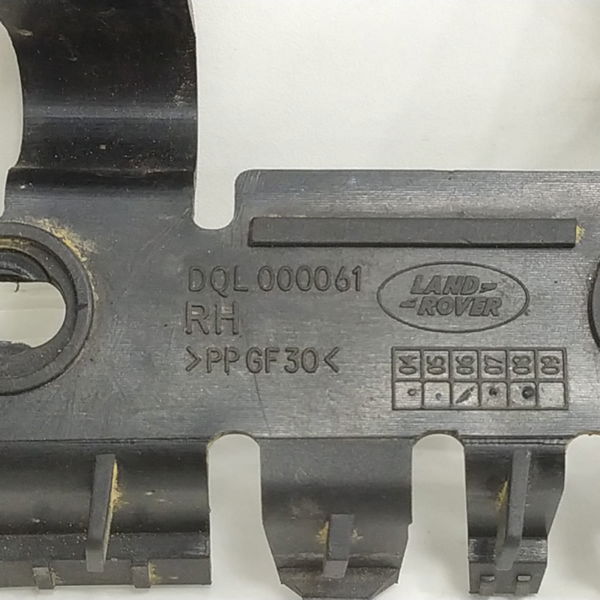 DQL 000061
LAND
ROVER
RH
>PP GF30<
04 05 06 07 08 09